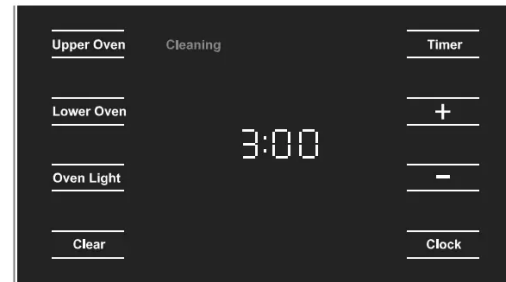 Upper Oven Cleaning Timer
Lower Oven +
3:00
Oven Light -
Clear Clock